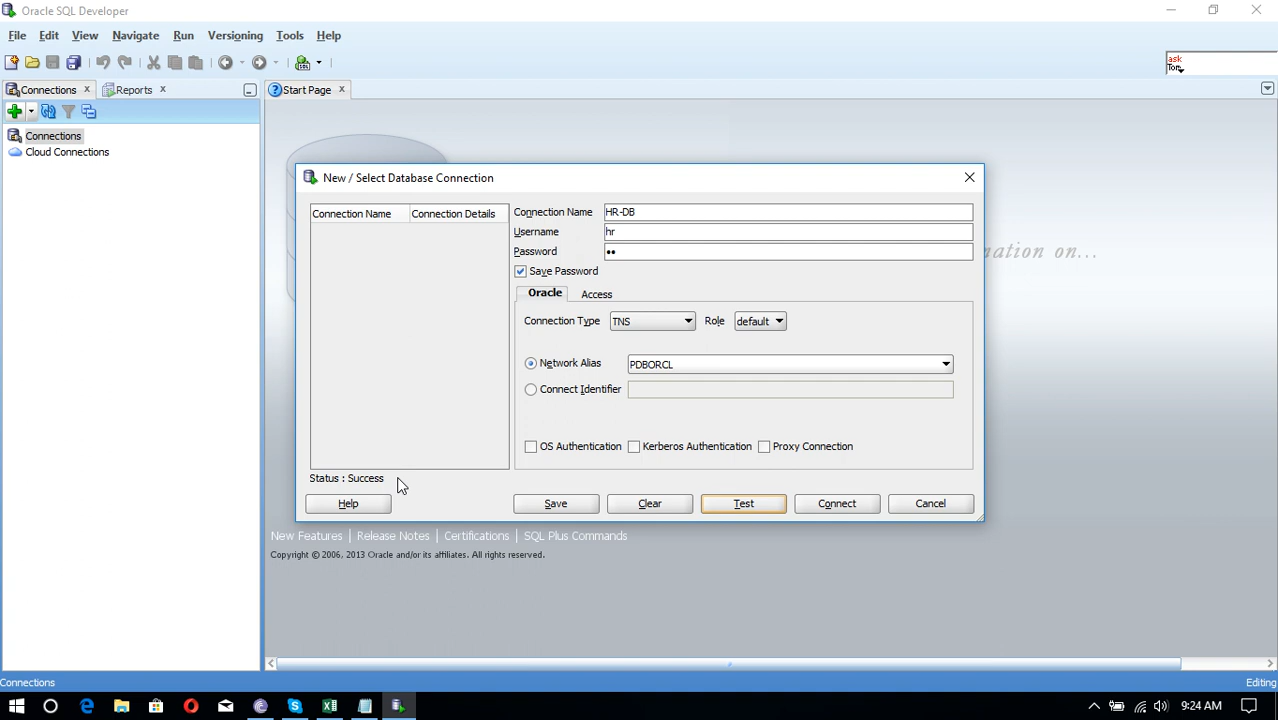 Oracle SQL Developer
File Edit View Navigate Run Versioning Tools Help
ask
Tom
Connections Reports Start Page
Connections
Cloud Connections
New / Select Database Connection
Connection Name Connection Details
Connection Name HR-DB
Username hr
Password ••
Save Password
Oracle Access
Connection Type TNS Role default
Network Alias PDBORCL
Connect Identifier
OS Authentication Kerberos Authentication Proxy Connection
Status : Success
Help Save Clear Test Connect Cancel
mation on...
New Features Release Notes Certifications SQL Plus Commands
Copyright © 2006, 2013 Oracle and/or its affiliates. All rights reserved.
Connections Editing
9:24 AM